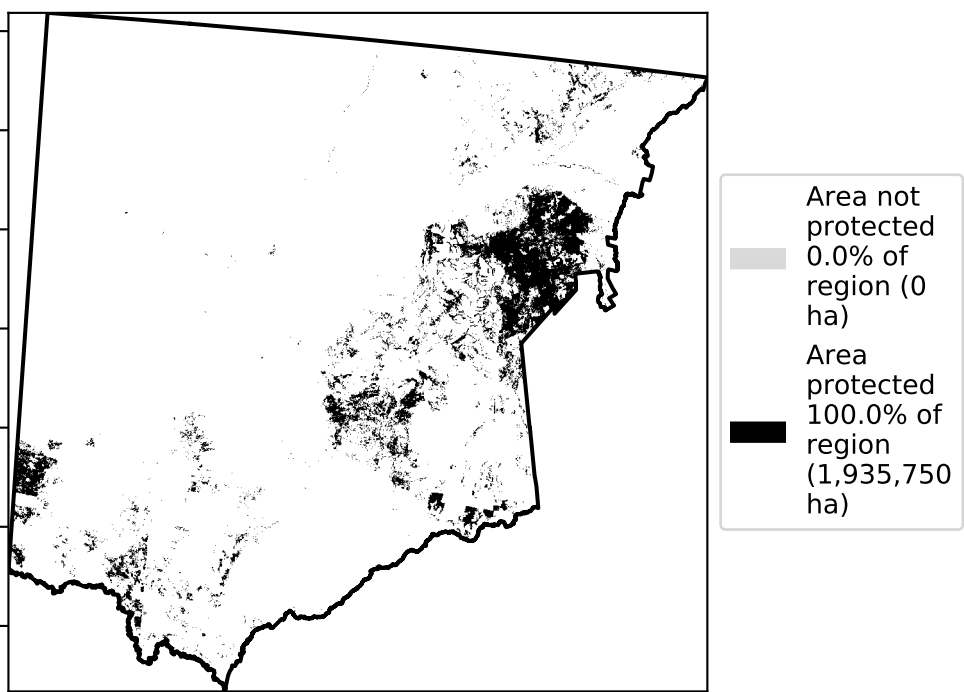 Area not
protected
0.0% of
region (0
ha)
Area
protected
100.0% of
region
(1,935,750
ha)